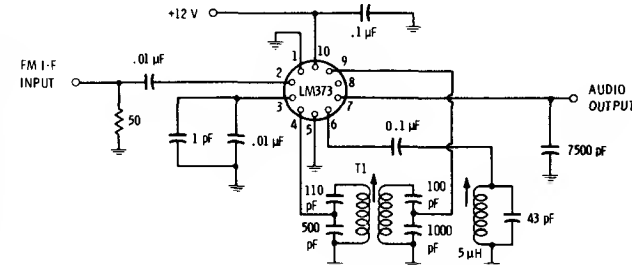 +12 V
.1 µF
1
10
9
FM I-F
INPUT
.01 µF
2
8
LM373
3
7
AUDIO
OUTPUT
4
5
6
50
1 pF
.01 µF
0.1 µF
7500 pF
T1
110
pF
100
pF
500
pF
1000
pF
5 µH
43 pF